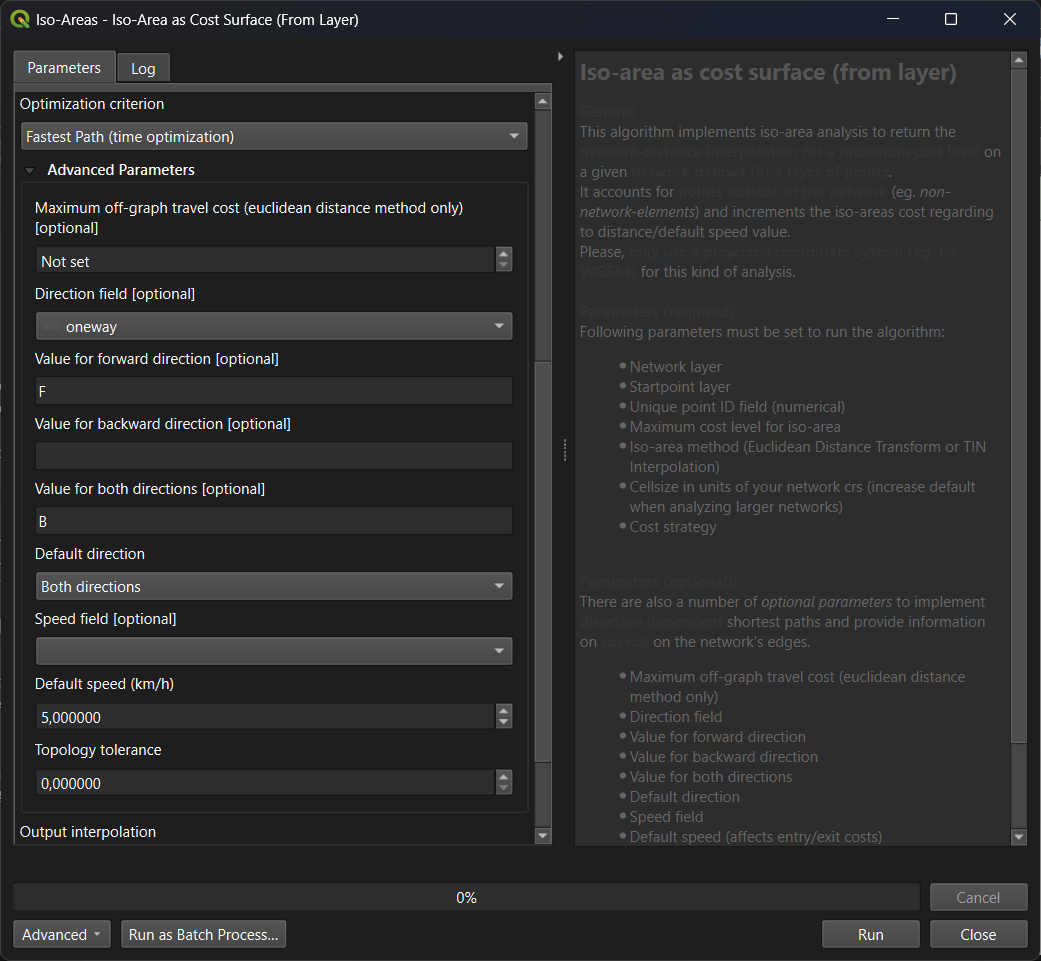 Iso-Areas - Iso-Area as Cost Surface (From Layer)
Parameters
Log
Optimization criterion
Fastest Path (time optimization)
Advanced Parameters
Maximum off-graph travel cost (euclidean distance method only)
[optional]
Not set
Direction field [optional]
oneway
Value for forward direction [optional]
F
Value for backward direction [optional]
Value for both directions [optional]
B
Default direction
Both directions
Speed field [optional]
Default speed (km/h)
5,000000
Topology tolerance
0,000000
Output interpolation
Iso-area as cost surface (from layer)
General:
This algorithm implements iso-area analysis to return the
network-distance interpolation for a maximum cost level on
a given network dataset for a layer of points.
It accounts for points outside of the network (eg. non-
network-elements) and increments the iso-areas cost regarding
to distance/default speed value.
Please, only use a projected coordinate system (eg. no
WGS84) for this kind of analysis.
Parameters (required):
Following parameters must be set to run the algorithm:
Network layer
Startpoint layer
Unique point ID field (numerical)
Maximum cost level for iso-area
Iso-area method (Euclidean Distance Transform or TIN
Interpolation)
Cellsize in units of your network crs (increase default
when analyzing larger networks)
Cost strategy
Parameters (optional):
There are also a number of optional parameters to implement
direction dependent shortest paths and provide information
on speeds on the network's edges.
Maximum off-graph travel cost (euclidean distance
method only)
Direction field
Value for forward direction
Value for backward direction
Value for both directions
Default direction
Speed field
Default speed (affects entry/exit costs)
0%
Cancel
Advanced
Run as Batch Process...
Run
Close